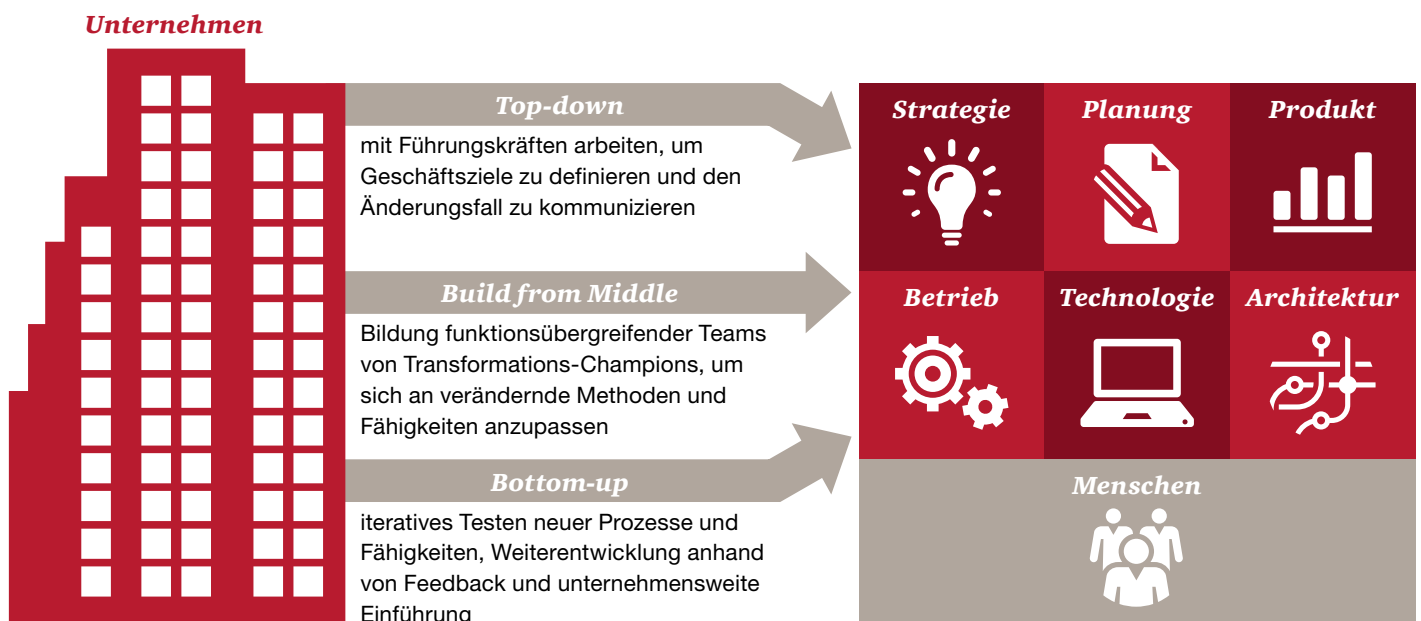 Unternehmen
Top-down
mit Führungskräften arbeiten, um
Geschäftsziele zu definieren und den
Änderungsfall zu kommunizieren
Build from Middle
Bildung funktionsübergreifender Teams
von Transformations-Champions, um
sich an verändernde Methoden und
Fähigkeiten anzupassen
Bottom-up
iteratives Testen neuer Prozesse und
Fähigkeiten, Weiterentwicklung anhand
von Feedback und unternehmensweite
Einführung
Strategie
Planung
Produkt
Betrieb
Technologie
Architektur
Menschen